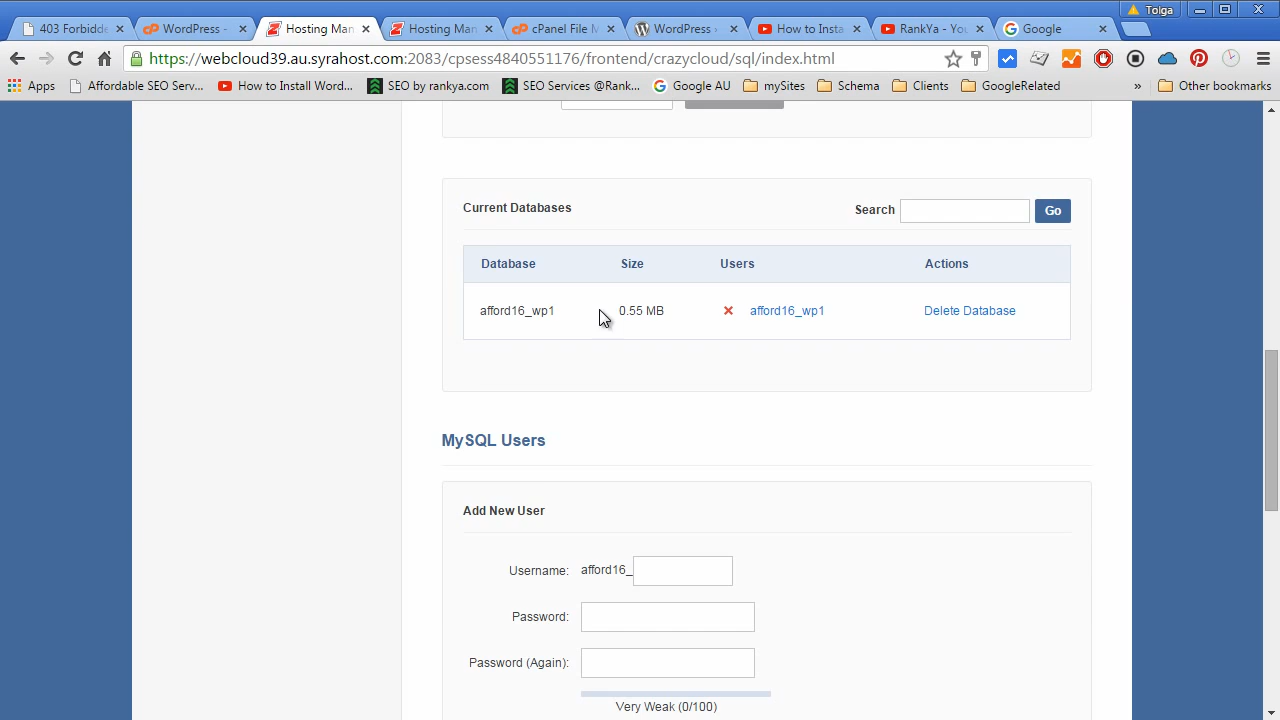 Tolga
403 Forbidde
WordPress -
Hosting Man
Hosting Man
cPanel File M
WordPress ›
How to Insta
RankYa - You
Google
https://webcloud39.au.syrahost.com:2083/cpsess4840551176/frontend/crazycloud/sql/index.html
Apps
Affordable SEO Serv...
How to Install Word...
SEO by rankya.com
SEO Services @Rank...
Google AU
mySites
Schema
Clients
GoogleRelated
»
Other bookmarks
Current Databases
Search
Go
Database Size Users Actions
afford16_wp1 0.55 MB afford16_wp1 Delete Database
MySQL Users
Add New User
Username: afford16_
Password:
Password (Again):
Very Weak (0/100)